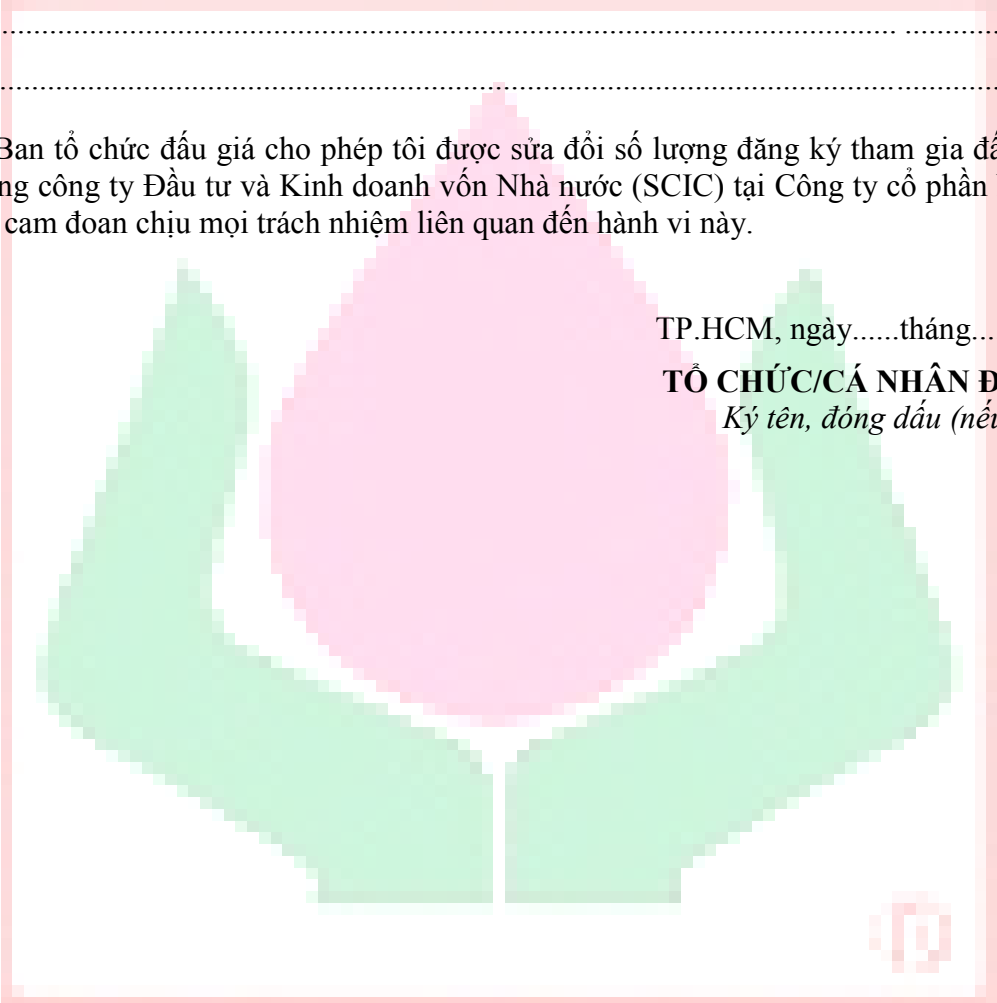 .................................................................................................................. ............
...............................................................................................................................
Ban tổ chức đấu giá cho phép tôi được sửa đổi số lượng đăng ký tham gia
công ty Đầu tư và Kinh doanh vốn Nhà nước (SCIC) tại Công ty cổ phần
cam đoan chịu mọi trách nhiệm liên quan đến hành vi này.
TP.HCM, ngày......tháng...
TỔ CHỨC/CÁ NHÂN
Ký tên, đóng dấu (nếu